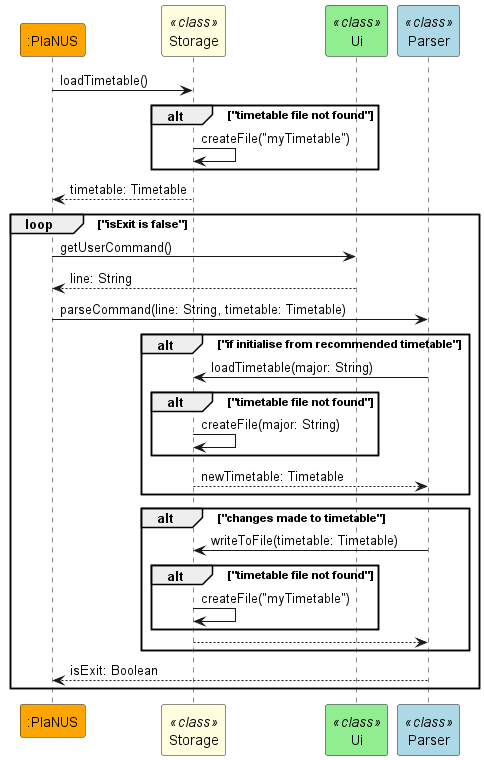 :PlaNUS
«class»
Storage
«class»
Ui
«class»
Parser
loadTimetable()
alt ["timetable file not found"]
createFile("myTimetable")
timetable: Timetable
loop ["isExit is false"]
getUserCommand()
line: String
parseCommand(line: String, timetable: Timetable)
alt ["if initialise from recommended timetable"]
loadTimetable(major: String)
alt ["timetable file not found"]
createFile(major: String)
newTimetable: Timetable
alt ["changes made to timetable"]
writeToFile(timetable: Timetable)
alt ["timetable file not found"]
createFile("myTimetable")
isExit: Boolean
:PlaNUS
«class»
Storage
«class»
Ui
«class»
Parser